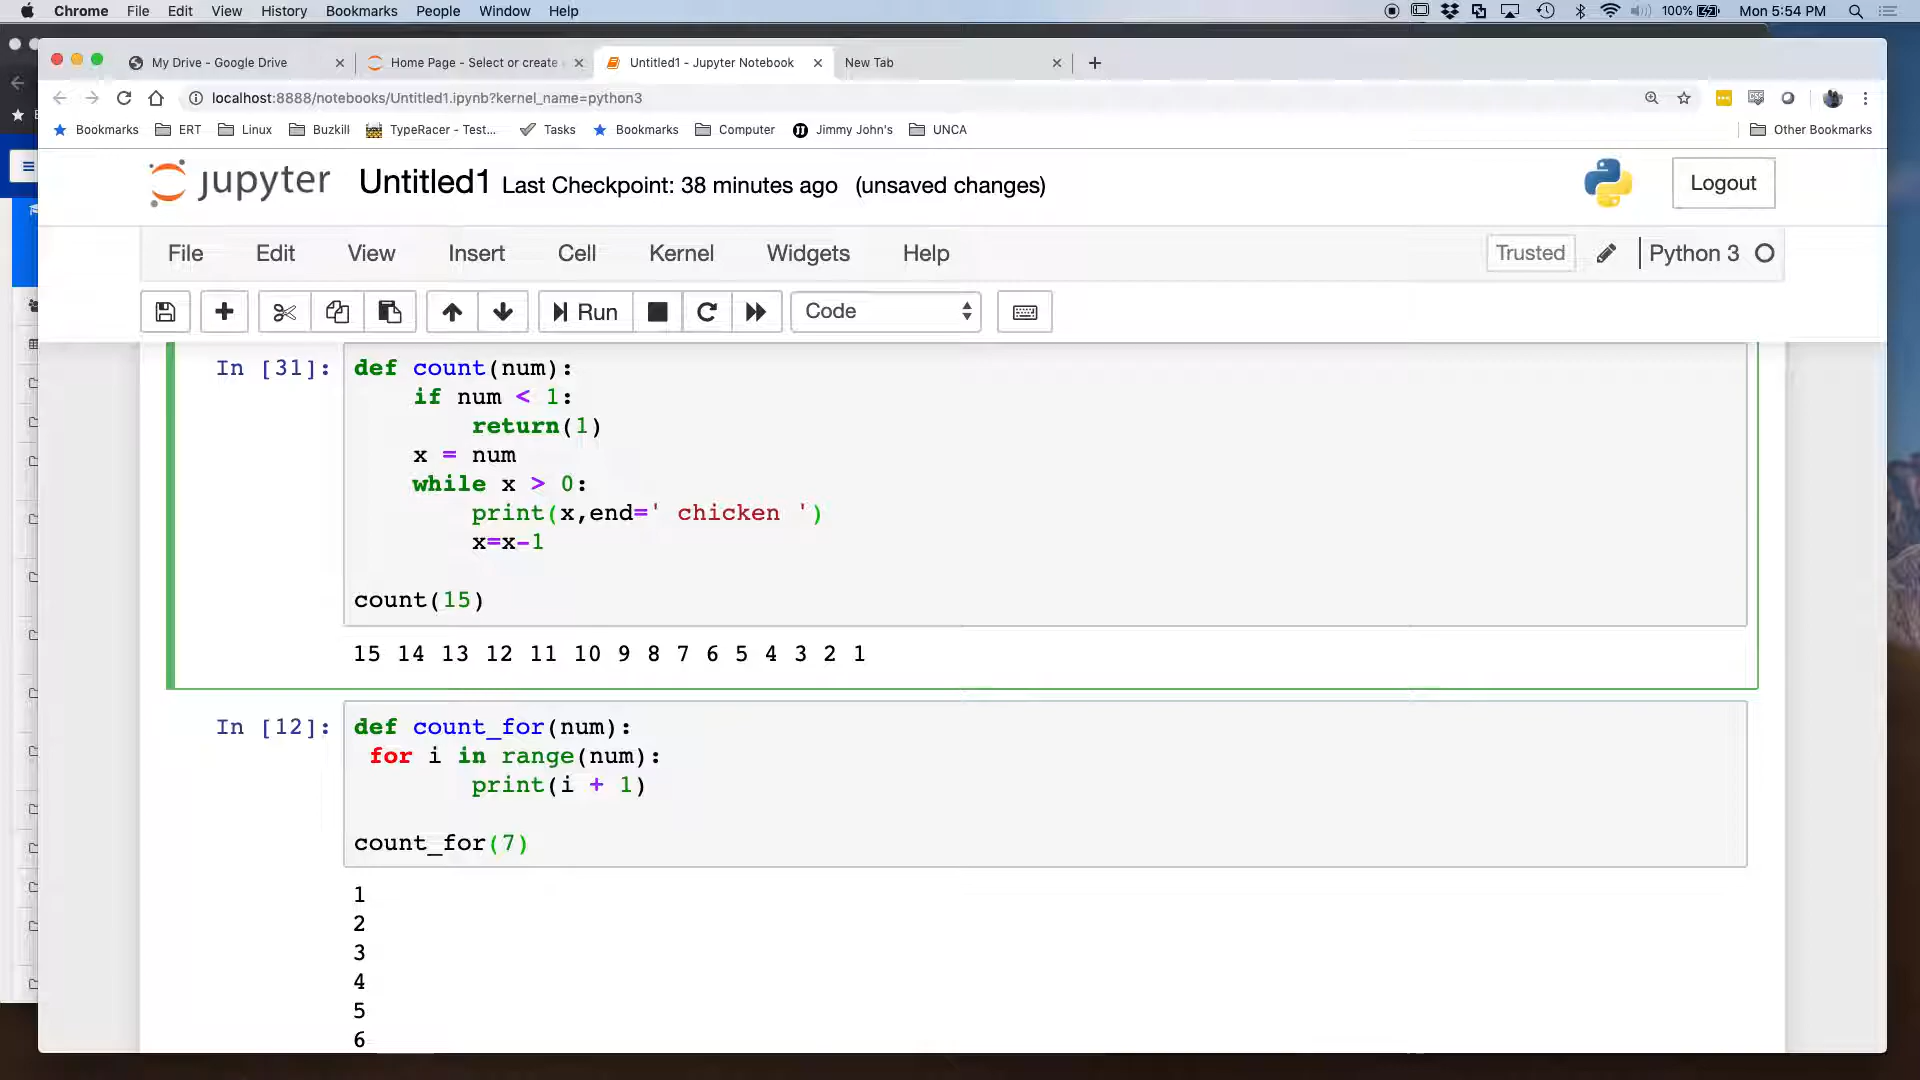 Chrome File Edit View History Bookmarks People Window Help 100% Mon 5:54 PM
My Drive - Google Drive Home Page - Select or create Untitled1 - Jupyter Notebook New Tab
localhost:8888/notebooks/Untitled1.ipynb?kernel_name=python3
Bookmarks ERT Linux Buzkill TypeRacer - Test... Tasks Bookmarks Computer Jimmy John's UNCA Other Bookmarks
jupyter Untitled1 Last Checkpoint: 38 minutes ago (unsaved changes) Logout
File Edit View Insert Cell Kernel Widgets Help Trusted Python 3
Run Code
In [31]: def count(num):
if num < 1:
return(1)
x = num
while x > 0:
print(x,end=' chicken ')
x=x-1
count(15)
15 14 13 12 11 10 9 8 7 6 5 4 3 2 1
In [12]: def count_for(num):
for i in range(num):
print(i + 1)
count_for(7)
1
2
3
4
5
6